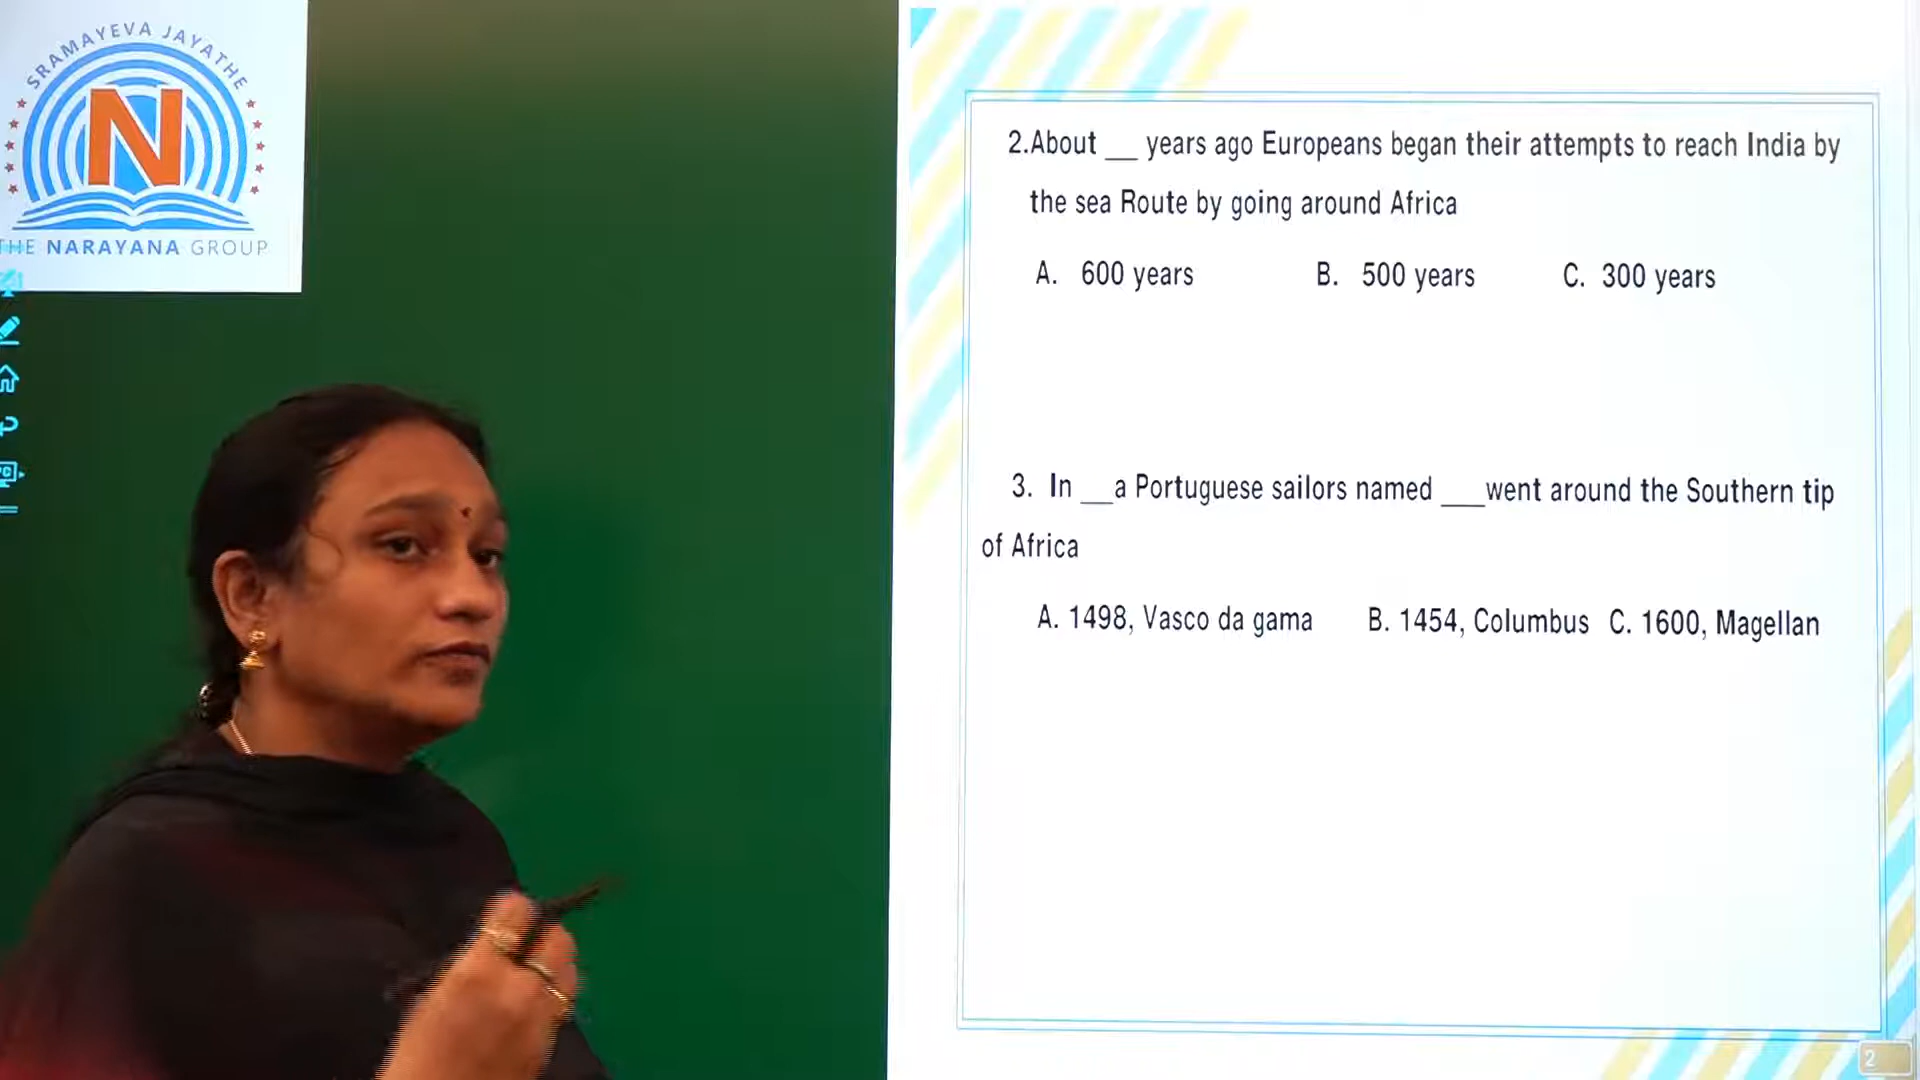 SRAMAYEVA JAYATHE
N
THE NARAYANA GROUP
2.About __ years ago Europeans began their attempts to reach India by
the sea Route by going around Africa
A. 600 years B. 500 years C. 300 years
3. In __a Portuguese sailors named ___went around the Southern tip
of Africa
A. 1498, Vasco da gama B. 1454, Columbus C. 1600, Magellan
2